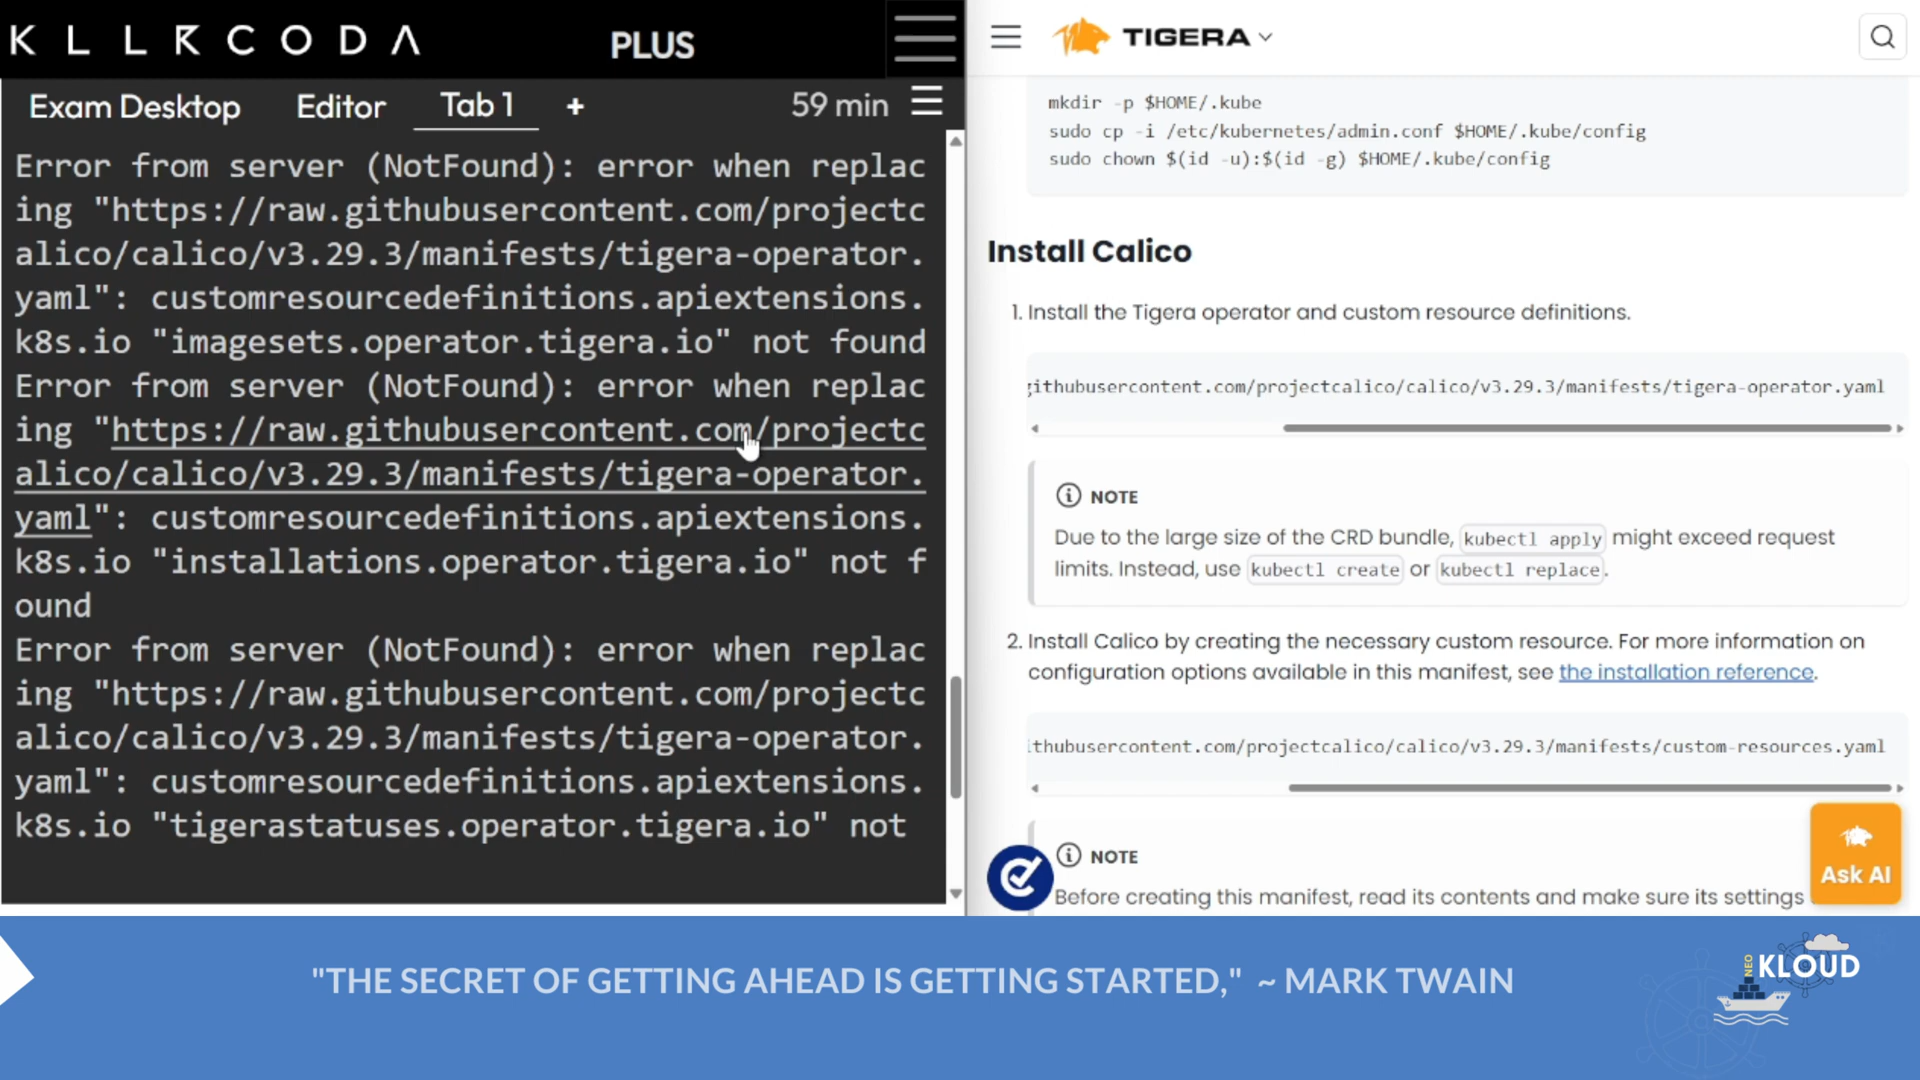 KLLRCODA
PLUS
Exam Desktop
Editor
Tab 1
+
59 min
Error from server (NotFound): error when replac
ing "https://raw.githubusercontent.com/projectc
alico/calico/v3.29.3/manifests/tigera-operator.
yaml": customresourcedefinitions.apiextensions.
k8s.io "imagesets.operator.tigera.io" not found
Error from server (NotFound): error when replac
ing "https://raw.githubusercontent.com/projectc
alico/calico/v3.29.3/manifests/tigera-operator.
yaml": customresourcedefinitions.apiextensions.
k8s.io "installations.operator.tigera.io" not f
ound
Error from server (NotFound): error when replac
ing "https://raw.githubusercontent.com/projectc
alico/calico/v3.29.3/manifests/tigera-operator.
yaml": customresourcedefinitions.apiextensions.
k8s.io "tigerastatuses.operator.tigera.io" not
TIGERA
mkdir -p $HOME/.kube
sudo cp -i /etc/kubernetes/admin.conf $HOME/.kube/config
sudo chown $(id -u):$(id -g) $HOME/.kube/config
Install Calico
1. Install the Tigera operator and custom resource definitions.
githubusercontent.com/projectcalico/calico/v3.29.3/manifests/tigera-operator.yaml
NOTE
Due to the large size of the CRD bundle, kubectl apply might exceed request
limits. Instead, use kubectl create or kubectl replace.
2. Install Calico by creating the necessary custom resource. For more information on
configuration options available in this manifest, see the installation reference.
ithubusercontent.com/projectcalico/calico/v3.29.3/manifests/custom-resources.yaml
NOTE
Before creating this manifest, read its contents and make sure its settings
Ask AI
"THE SECRET OF GETTING AHEAD IS GETTING STARTED," ~ MARK TWAIN
NEO
KLOUD